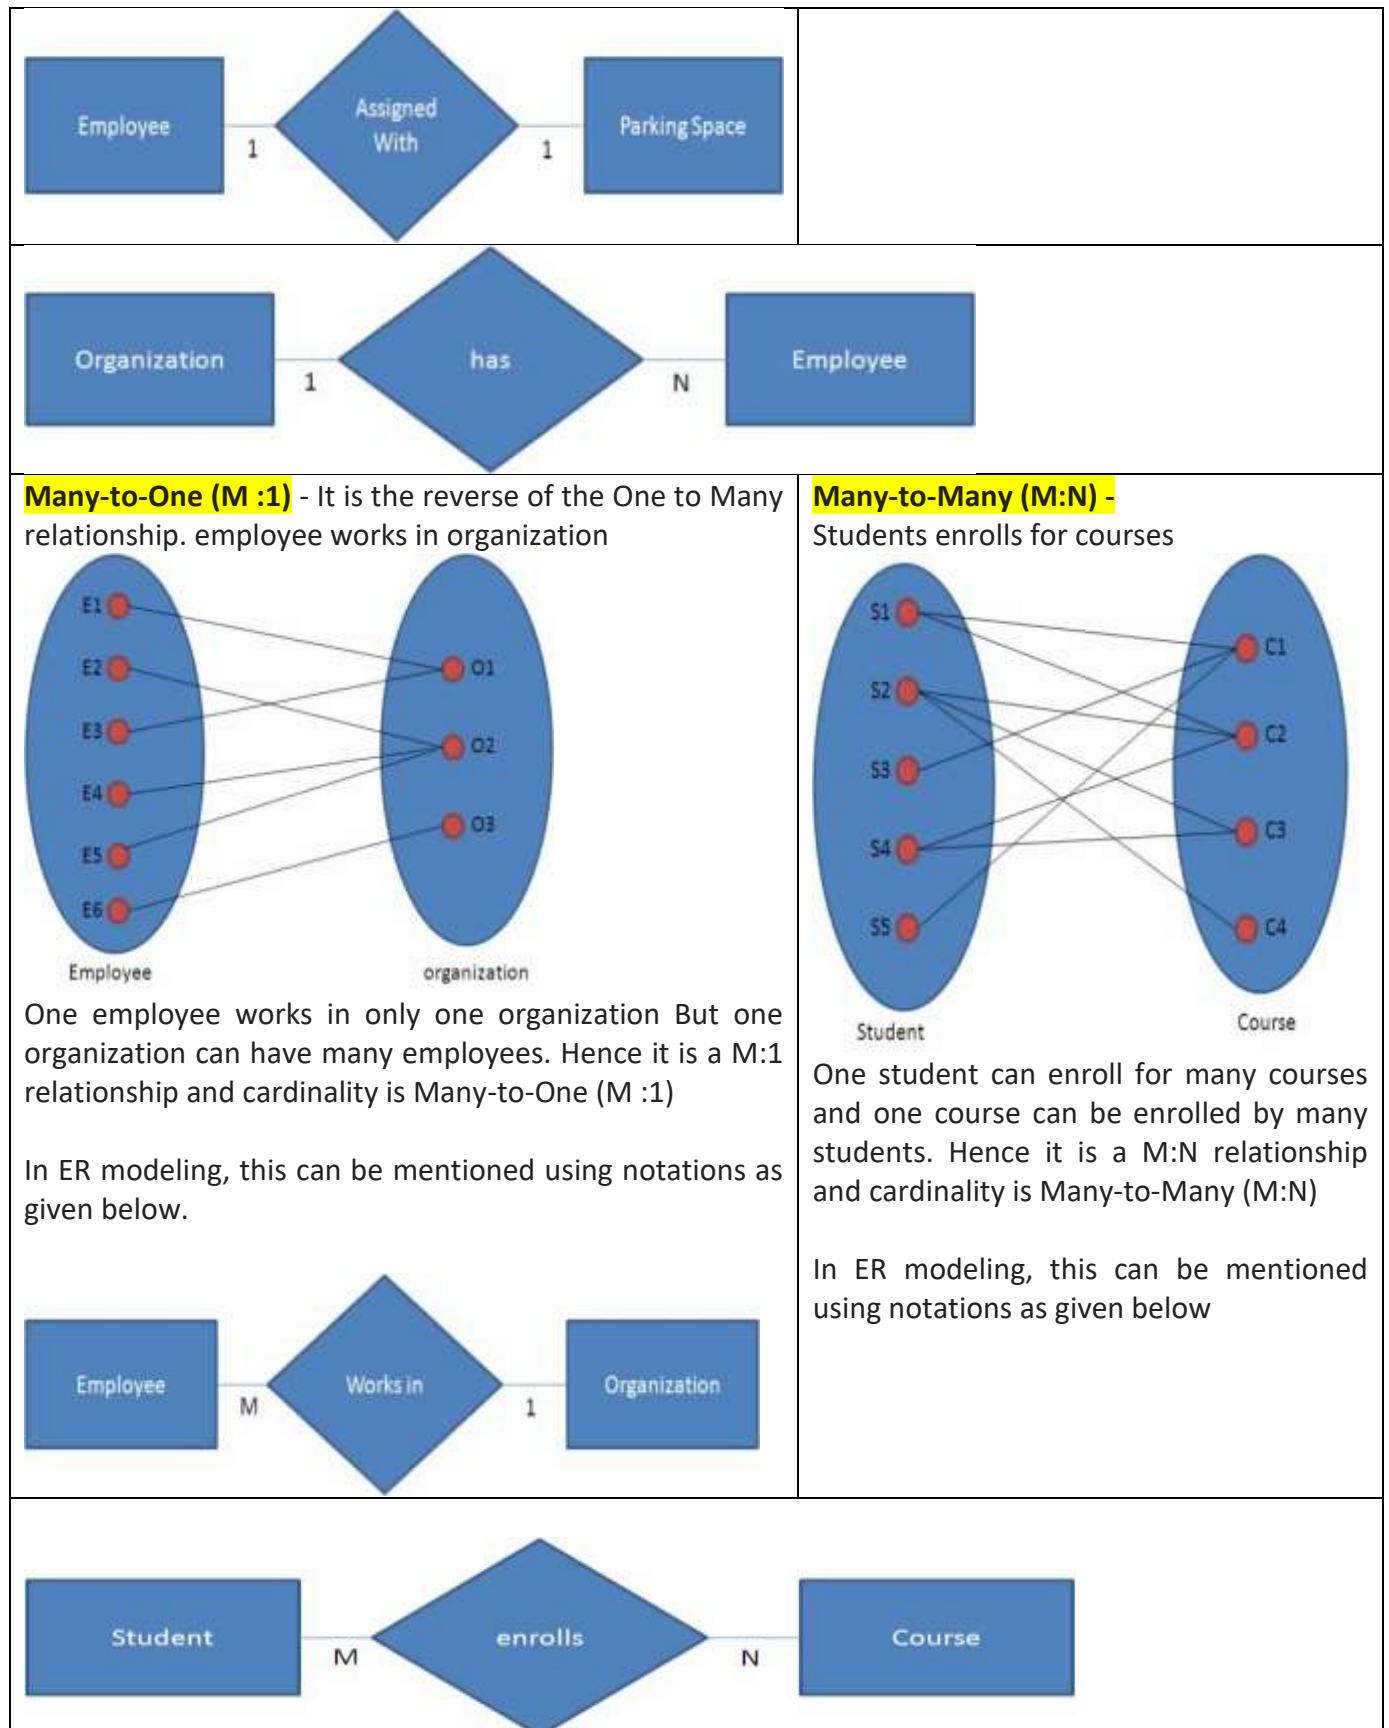 Employee
1
Assigned
With
1
Parking Space
Organization
1
has
N
Employee
Many-to-One (M :1) - It is the reverse of the One to Many
relationship. employee works in organization
E1
E2
E3
E4
E5
E6
O1
O2
O3
Employee
organization
One employee works in only one organization But one
organization can have many employees. Hence it is a M:1
relationship and cardinality is Many-to-One (M :1)
In ER modeling, this can be mentioned using notations as
given below.
Employee
M
Works in
1
Organization
Many-to-Many (M:N) -
Students enrolls for courses
S1
S2
S3
S4
S5
C1
C2
C3
C4
Student
Course
One student can enroll for many courses
and one course can be enrolled by many
students. Hence it is a M:N relationship
and cardinality is Many-to-Many (M:N)
In ER modeling, this can be mentioned
using notations as given below
Student
M
enrolls
N
Course